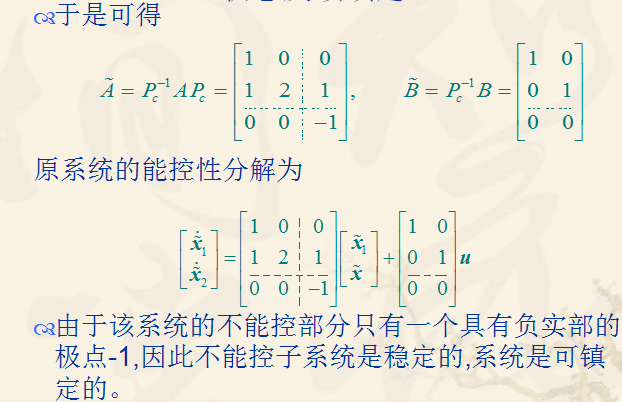 于是可得
Ã = P_c^{-1} A P_c = [1 0 0; 1 2 1; 0 0 −1], B̃ = P_c^{-1} B = [1 0; 0 1; 0 0]
原系统的能控性分解为
[x̃̇_1; x̃̇_2] = [1 0 0; 1 2 1; 0 0 −1] [x̃_1; x̃] + [1 0; 0 1; 0 0] u
由于该系统的不能控部分只有一个具有负实部的
极点-1,因此不能控子系统是稳定的,系统是可镇
定的。